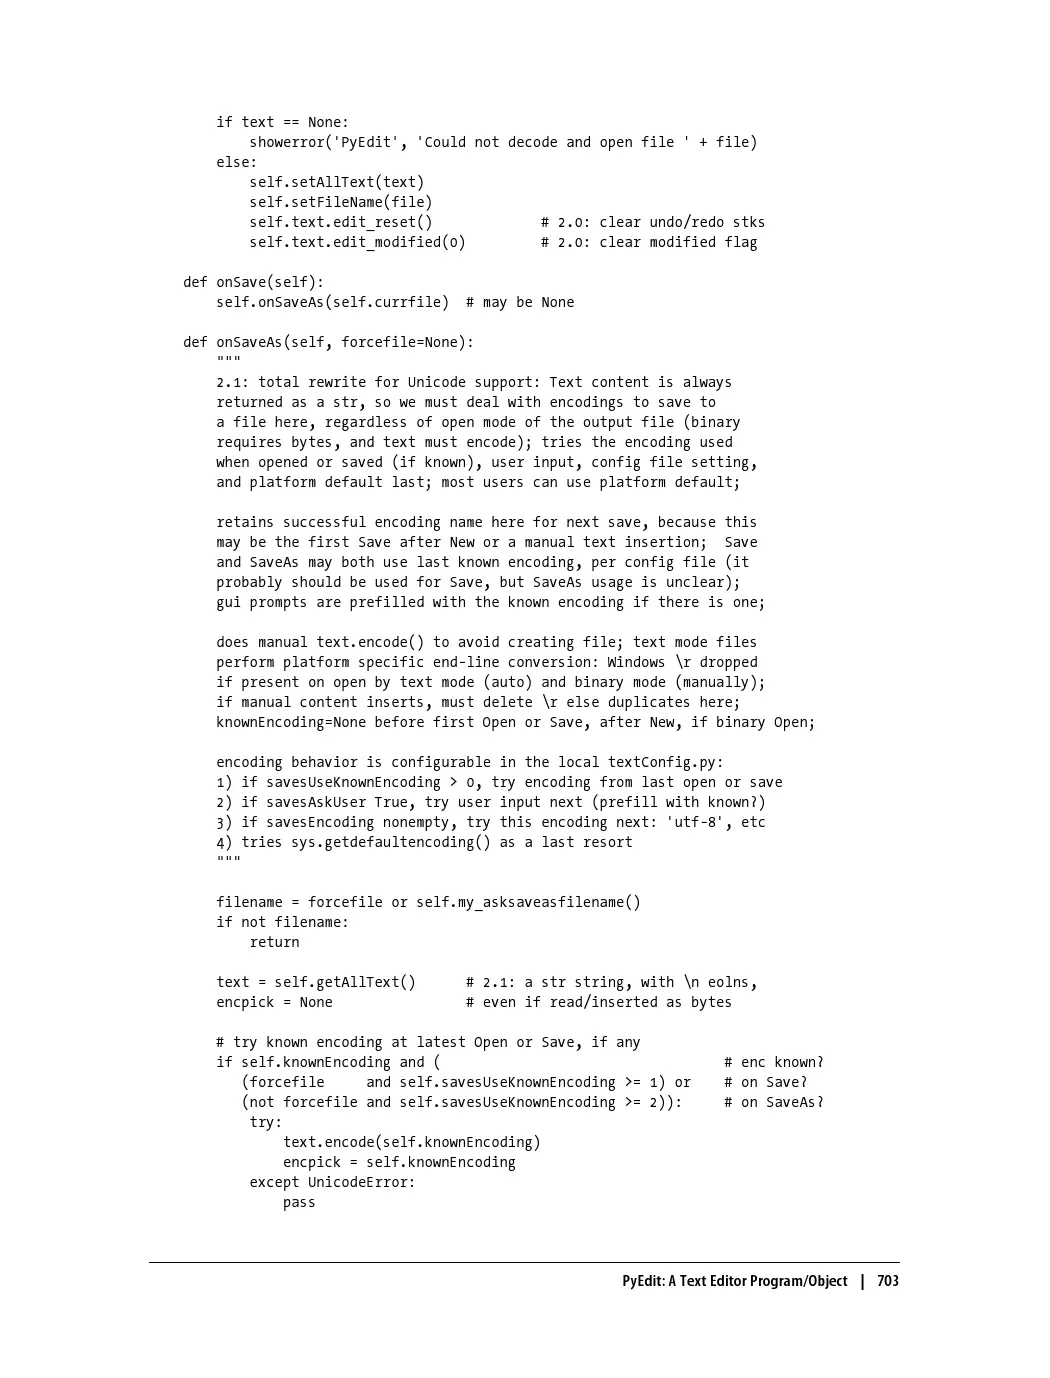 if text == None:
        showerror('PyEdit', 'Could not decode and open file ' + file)
    else:
        self.setAllText(text)
        self.setFileName(file)
        self.text.edit_reset()             # 2.0: clear undo/redo stks
        self.text.edit_modified(0)         # 2.0: clear modified flag

def onSave(self):
    self.onSaveAs(self.currfile)  # may be None

def onSaveAs(self, forcefile=None):
    """
    2.1: total rewrite for Unicode support: Text content is always
    returned as a str, so we must deal with encodings to save to
    a file here, regardless of open mode of the output file (binary
    requires bytes, and text must encode); tries the encoding used
    when opened or saved (if known), user input, config file setting,
    and platform default last; most users can use platform default;

    retains successful encoding name here for next save, because this
    may be the first Save after New or a manual text insertion;  Save
    and SaveAs may both use last known encoding, per config file (it
    probably should be used for Save, but SaveAs usage is unclear);
    gui prompts are prefilled with the known encoding if there is one;

    does manual text.encode() to avoid creating file; text mode files
    perform platform specific end-line conversion: Windows \r dropped
    if present on open by text mode (auto) and binary mode (manually);
    if manual content inserts, must delete \r else duplicates here;
    knownEncoding=None before first Open or Save, after New, if binary Open;

    encoding behavior is configurable in the local textConfig.py:
    1) if savesUseKnownEncoding > 0, try encoding from last open or save
    2) if savesAskUser True, try user input next (prefill with known?)
    3) if savesEncoding nonempty, try this encoding next: 'utf-8', etc
    4) tries sys.getdefaultencoding() as a last resort
    """

    filename = forcefile or self.my_asksaveasfilename()
    if not filename:
        return

    text = self.getAllText()      # 2.1: a str string, with \n eolns,
    encpick = None                # even if read/inserted as bytes

    # try known encoding at latest Open or Save, if any
    if self.knownEncoding and (                                  # enc known?
       (forcefile     and self.savesUseKnownEncoding >= 1) or    # on Save?
       (not forcefile and self.savesUseKnownEncoding >= 2)):     # on SaveAs?
        try:
            text.encode(self.knownEncoding)
            encpick = self.knownEncoding
        except UnicodeError:
            pass

PyEdit: A Text Editor Program/Object | 703